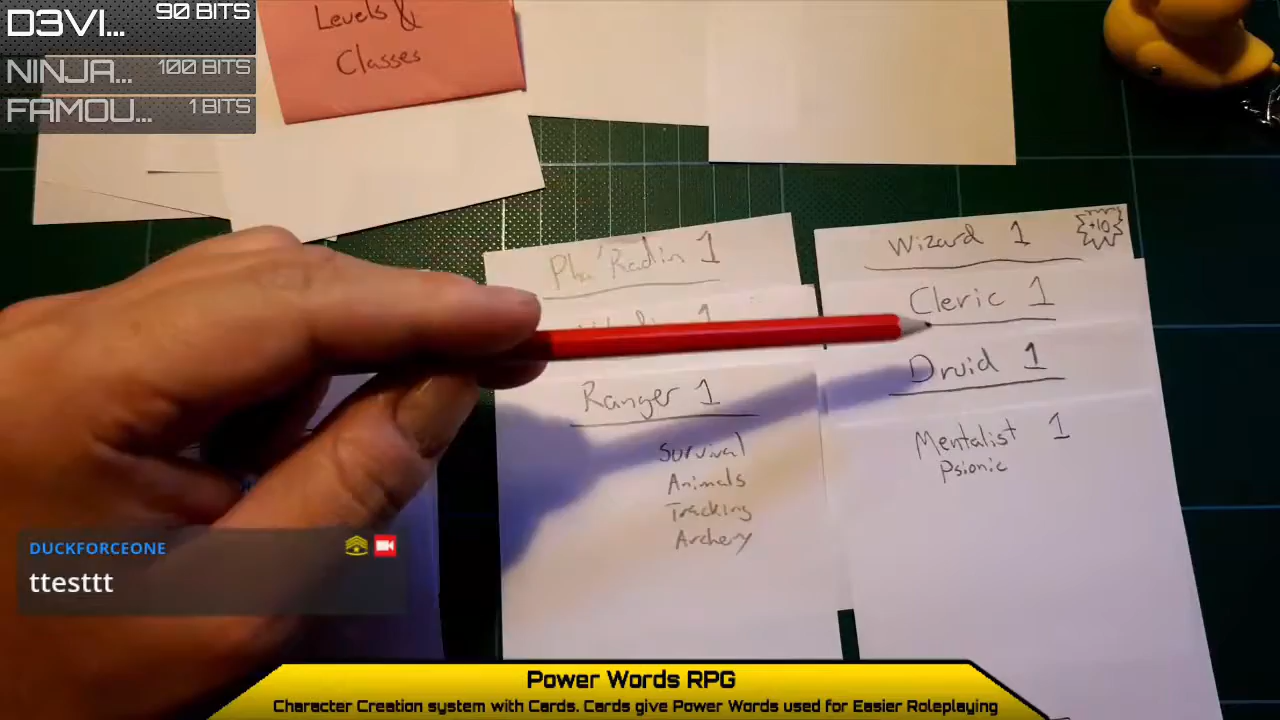 D3VI... 90 BITS
NINJA... 100 BITS
FAMOU... 1 BITS
Levels &
Classes
Pha'Radin 1
1
Ranger 1
Survival
Animals
Tracking
Archery
Wizard 1
+10
Cleric 1
Druid 1
Mentalist 1
Psionic
DUCKFORCEONE
ttesttt
Power Words RPG
Character Creation system with Cards. Cards give Power Words used for Easier Roleplaying